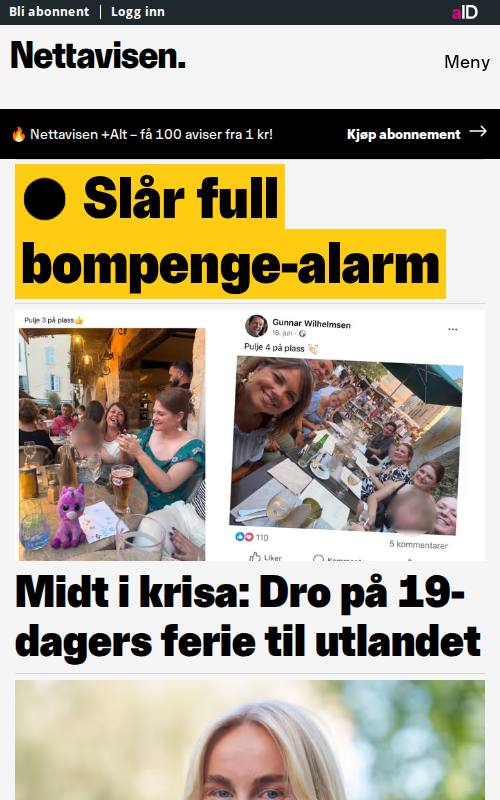 Bli abonnent
Logg inn
aID
Nettavisen.
Meny
🔥 Nettavisen +Alt – få 100 aviser fra 1 kr!
Kjøp abonnement →
Slår full
bompenge-alarm
Pulje 3 på plass👍
Gunnar Wilhelmsen
16. juli
Pulje 4 på plass 👏
110
5 kommentarer
Liker
Midt i krisa: Dro på 19-
dagers ferie til utlandet